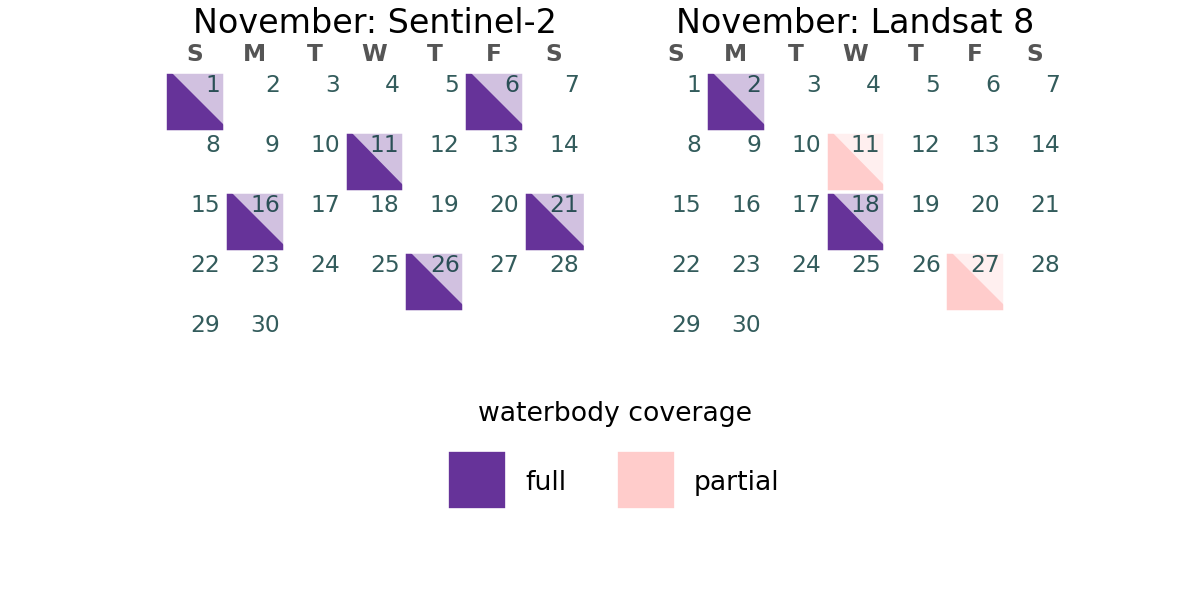 November: Sentinel-2
S M T W T F S
1 2 3 4 5 6 7
8 9 10 11 12 13 14
15 16 17 18 19 20 21
22 23 24 25 26 27 28
29 30
November: Landsat 8
S M T W T F S
1 2 3 4 5 6 7
8 9 10 11 12 13 14
15 16 17 18 19 20 21
22 23 24 25 26 27 28
29 30
waterbody coverage
full partial